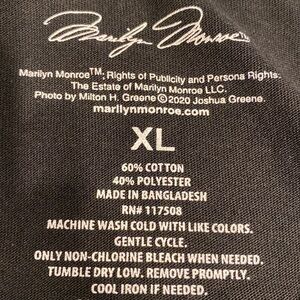 Marilyn Monroe™
Marilyn Monroe™; Rights of Publicity and Persona Rights:
The Estate of Marilyn Monroe LLC.
Photo by Milton H. Greene ©2020 Joshua Greene.
marilynmonroe.com
XL
60% COTTON
40% POLYESTER
MADE IN BANGLADESH
RN# 117508
MACHINE WASH COLD WITH LIKE COLORS.
GENTLE CYCLE.
ONLY NON-CHLORINE BLEACH WHEN NEEDED.
TUMBLE DRY LOW. REMOVE PROMPTLY.
COOL IRON IF NEEDED.